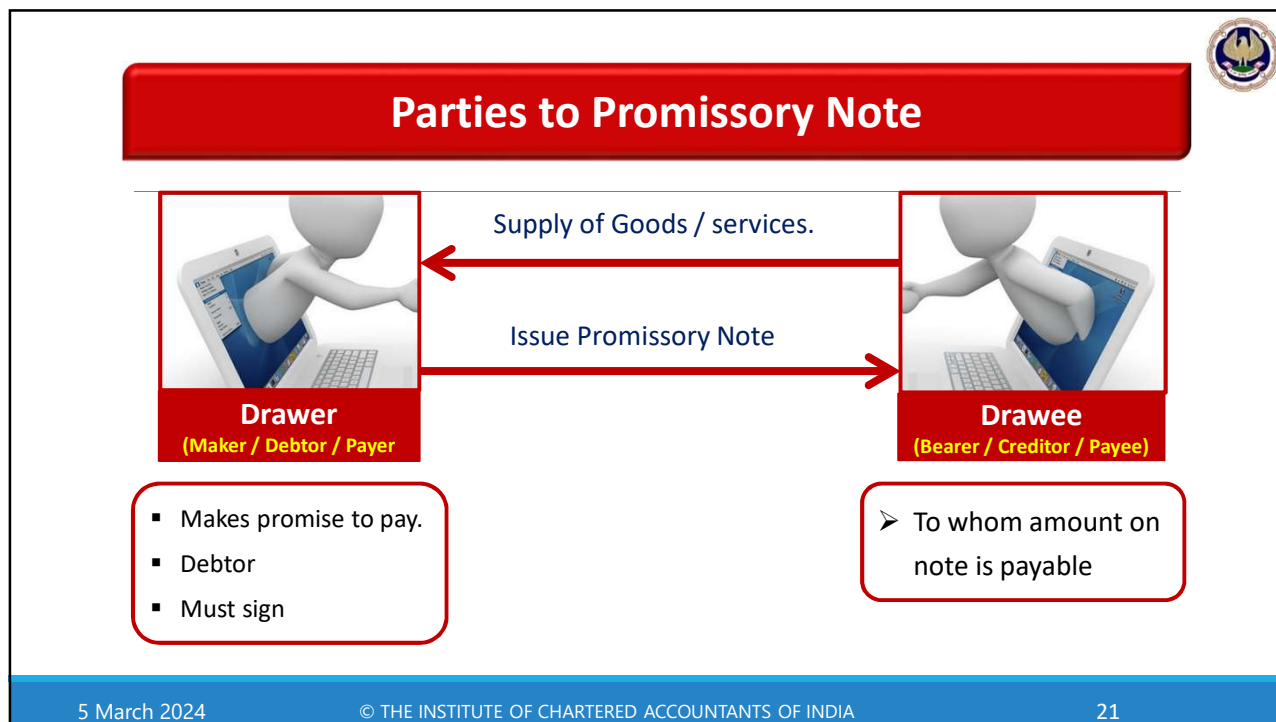 Parties to Promissory Note
Supply of Goods / services.
Issue Promissory Note
Drawer
(Maker / Debtor / Payer
Drawee
(Bearer / Creditor / Payee)
▪ Makes promise to pay.
▪ Debtor
▪ Must sign
➢ To whom amount on
note is payable
5 March 2024
© THE INSTITUTE OF CHARTERED ACCOUNTANTS OF INDIA
21